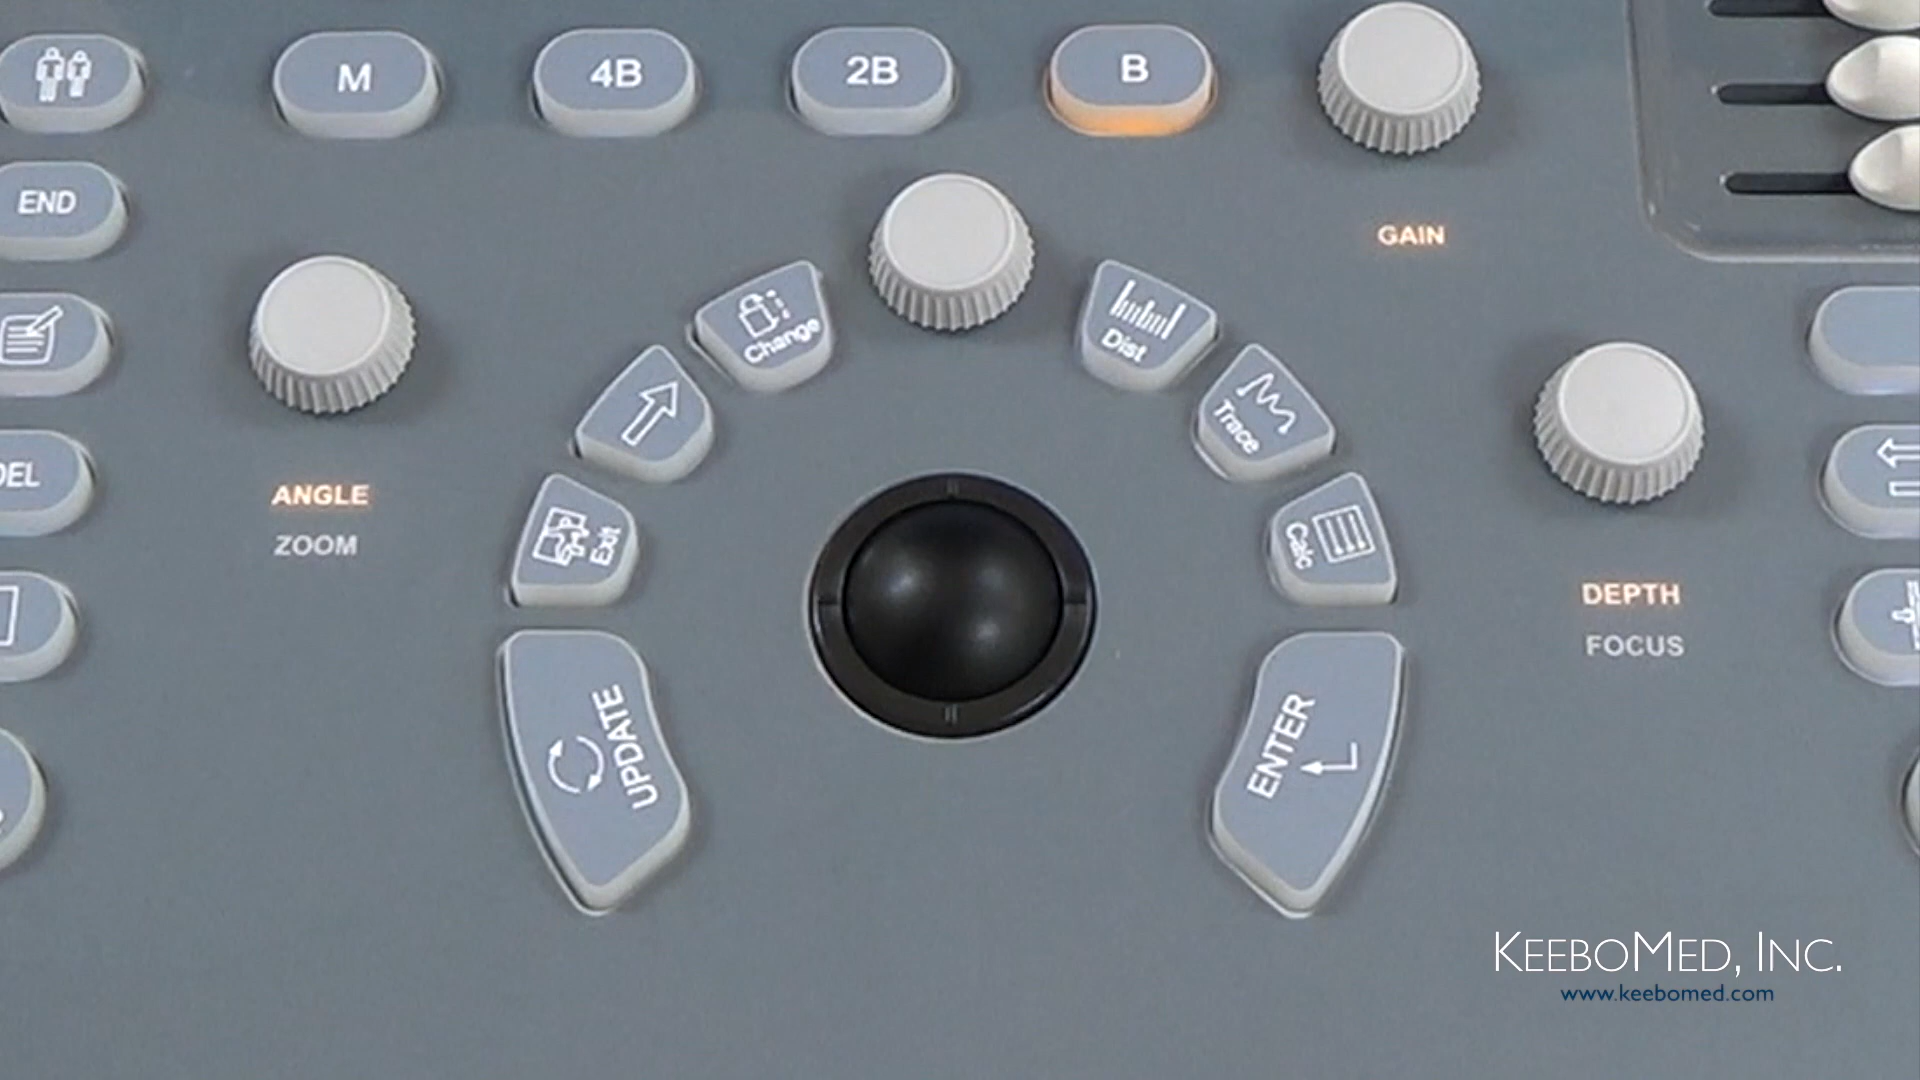 M
4B
2B
B
END
GAIN
Change
Dist
Trace
DEL
ANGLE
ZOOM
Exit
Calc
DEPTH
FOCUS
UPDATE
ENTER
KEEBOMED, INC.
www.keebomed.com